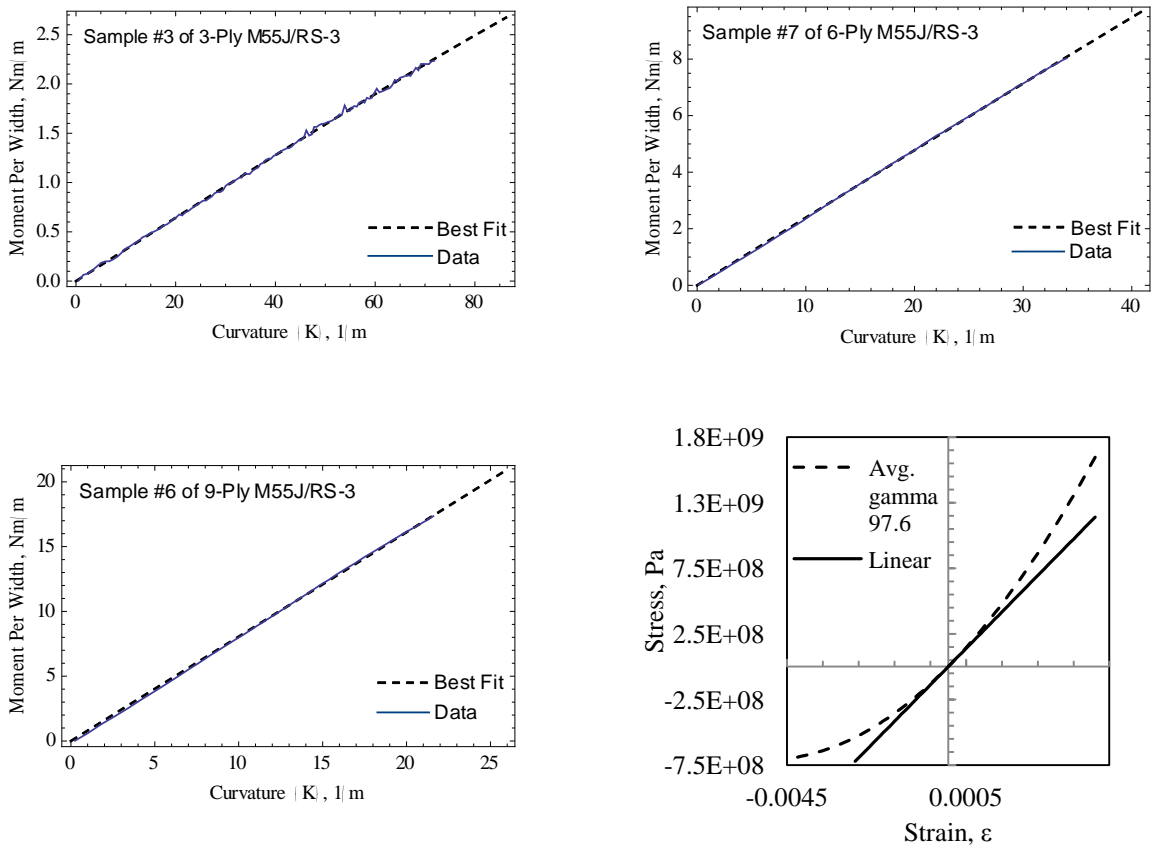 Sample #3 of 3-Ply M55J/RS-3
Moment Per Width, Nm|m
2.5
2.0
1.5
1.0
0.5
0.0
0
20
40
60
80
Best Fit
Data
Curvature |K|, 1|m
Sample #7 of 6-Ply M55J/RS-3
Moment Per Width, Nm|m
8
6
4
2
0
0
10
20
30
40
Best Fit
Data
Curvature |K|, 1|m
Sample #6 of 9-Ply M55J/RS-3
Moment Per Width, Nm|m
20
15
10
5
0
0
5
10
15
20
25
Best Fit
Data
Curvature |K|, 1|m
1.8E+09
1.3E+09
7.5E+08
2.5E+08
-2.5E+08
-7.5E+08
Stress, Pa
Avg.
gamma
97.6
Linear
-0.0045
0.0005
Strain, ε